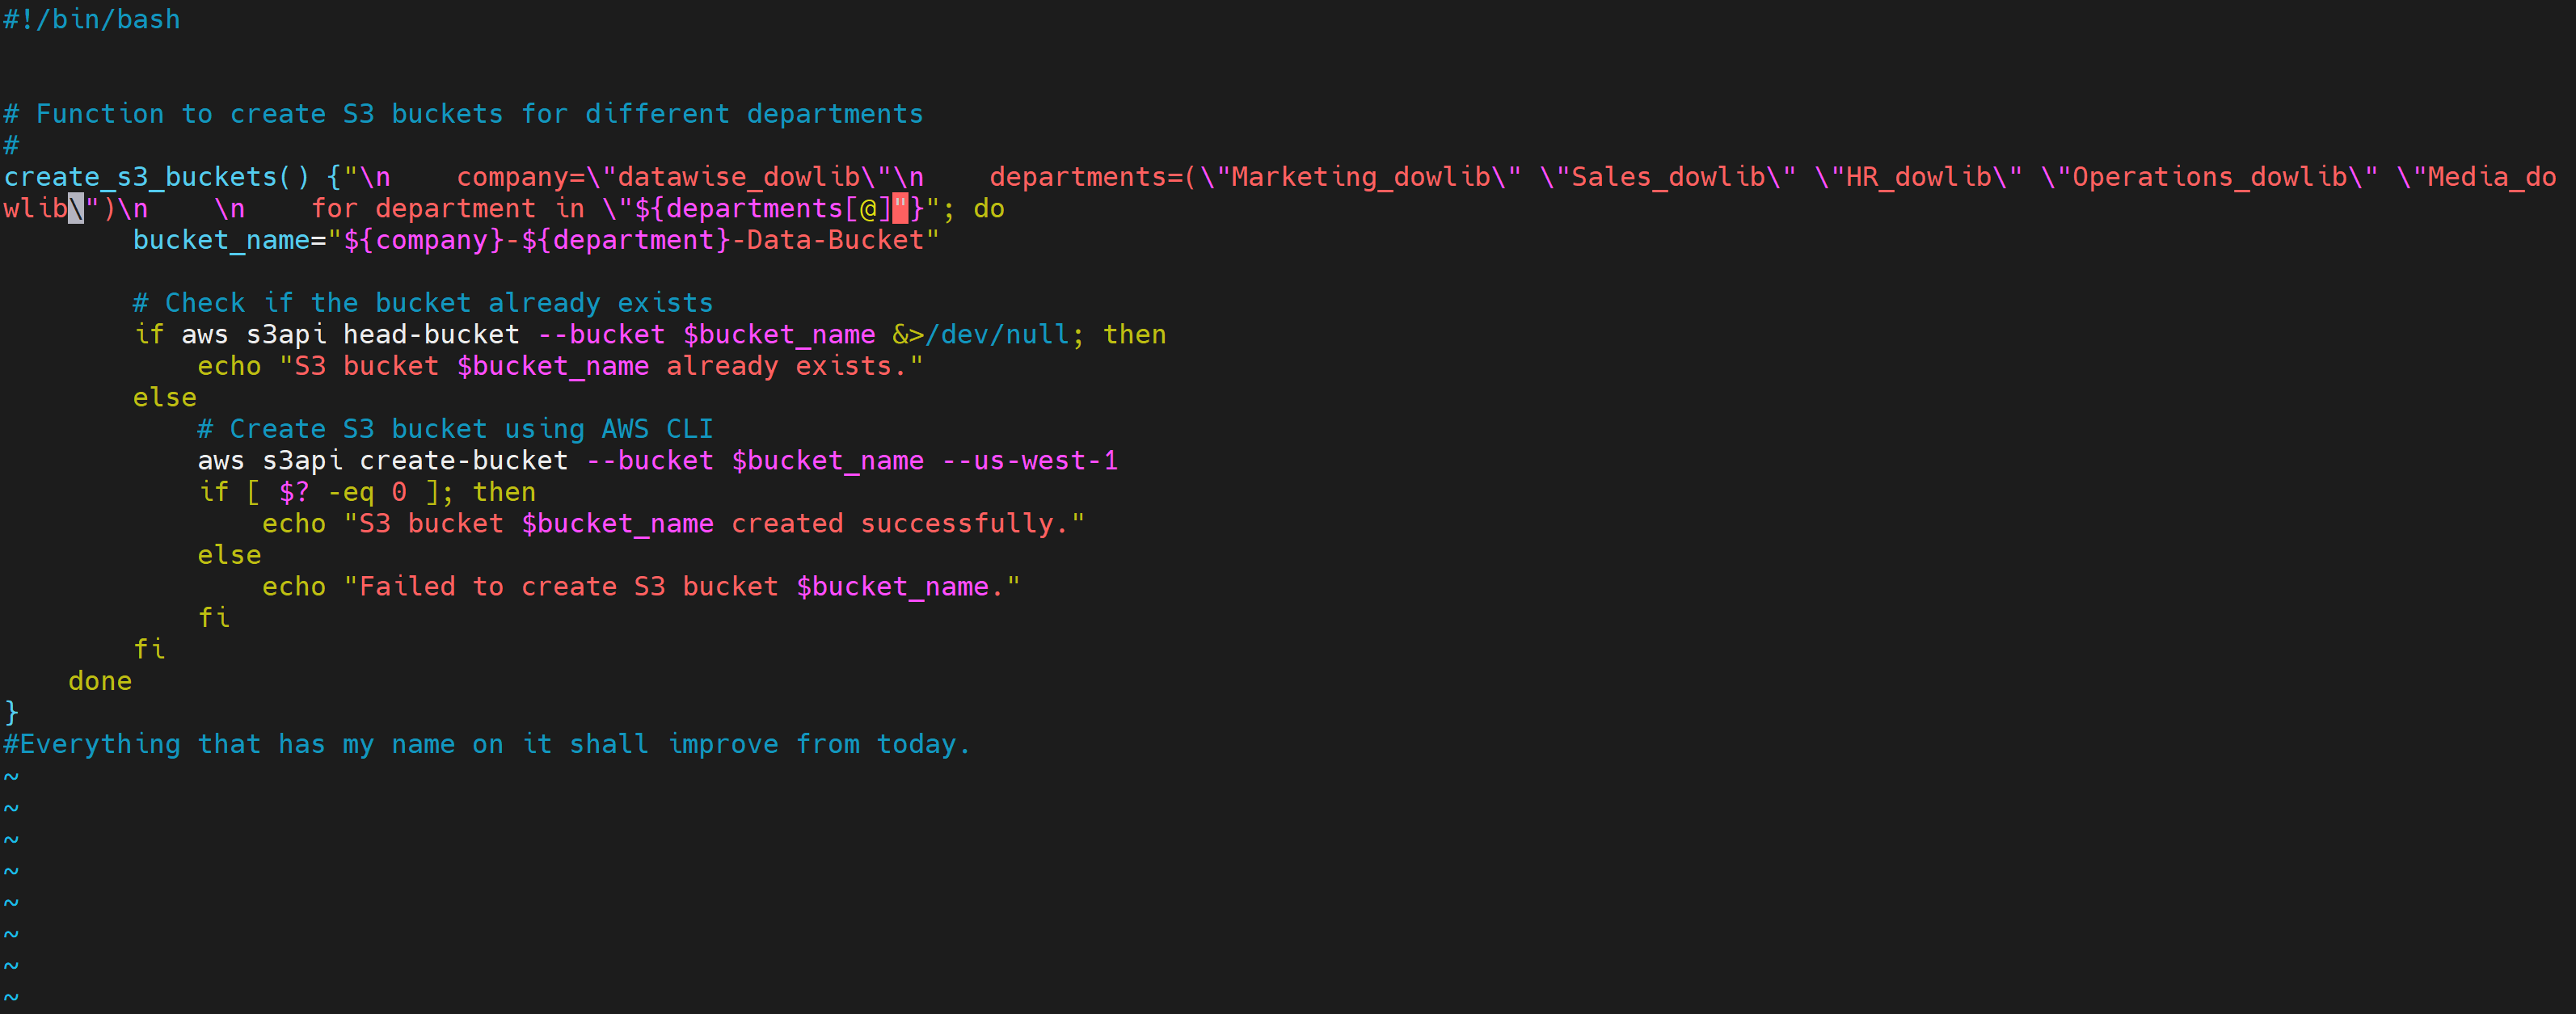 #!/bin/bash
# Function to create S3 buckets for different departments
#
create_s3_buckets() {"\n    company=\"datawise_dowlib\"\n    departments=(\"Marketing_dowlib\" \"Sales_dowlib\" \"HR_dowlib\" \"Operations_dowlib\" \"Media_do
wlib\")\n    \n    for department in \"${departments[@]"}"; do
        bucket_name="${company}-${department}-Data-Bucket"
        # Check if the bucket already exists
        if aws s3api head-bucket --bucket $bucket_name &>/dev/null; then
            echo "S3 bucket $bucket_name already exists."
        else
            # Create S3 bucket using AWS CLI
            aws s3api create-bucket --bucket $bucket_name --us-west-1
            if [ $? -eq 0 ]; then
                echo "S3 bucket $bucket_name created successfully."
            else
                echo "Failed to create S3 bucket $bucket_name."
            fi
        fi
    done
}
#Everything that has my name on it shall improve from today.
~
~
~
~
~
~
~
~